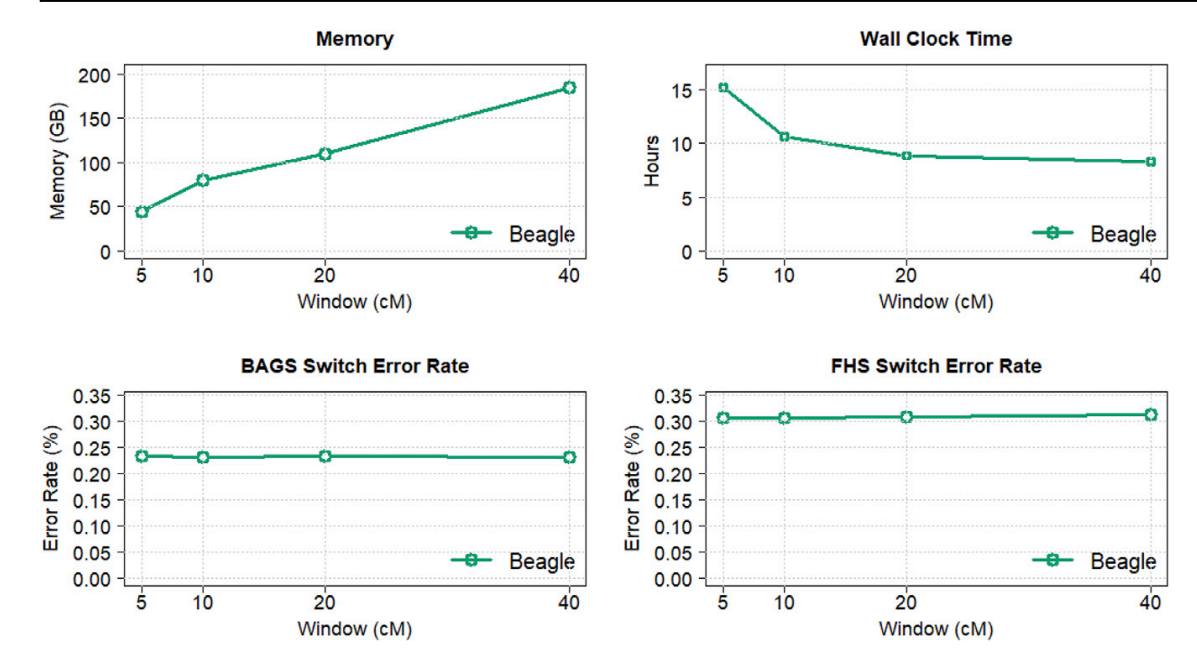 Memory
Memory (GB)
200
150
100
50
0
5 10 20 40
Window (cM)
Beagle
Wall Clock Time
Hours
15
10
5
0
5 10 20 40
Window (cM)
Beagle
BAGS Switch Error Rate
Error Rate (%)
0.35
0.30
0.25
0.20
0.15
0.10
0.05
0.00
5 10 20 40
Window (cM)
Beagle
FHS Switch Error Rate
Error Rate (%)
0.35
0.30
0.25
0.20
0.15
0.10
0.05
0.00
5 10 20 40
Window (cM)
Beagle